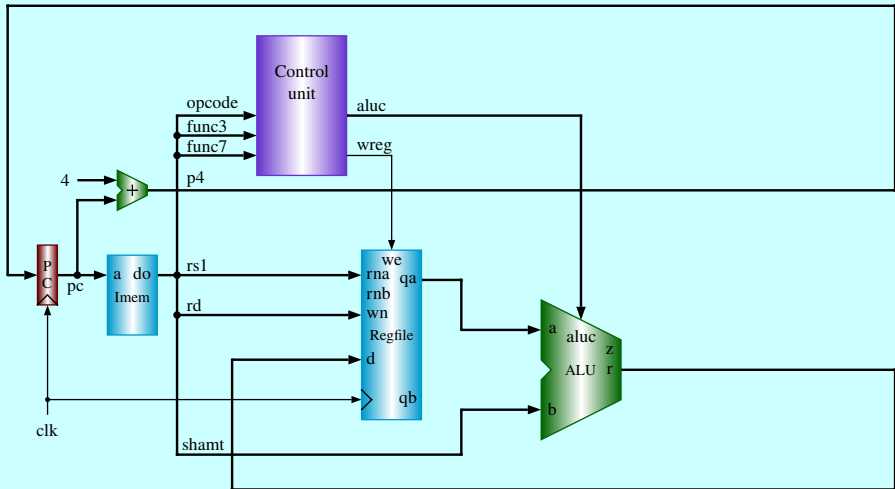 Control
unit
opcode
func3
func7
aluc
wreg
4
+
p4
P
C
pc
a do
Imem
rs1
rd
we
rna
qa
rnb
wn
Regfile
d
qb
clk
shamt
a
aluc
z
ALU
r
b